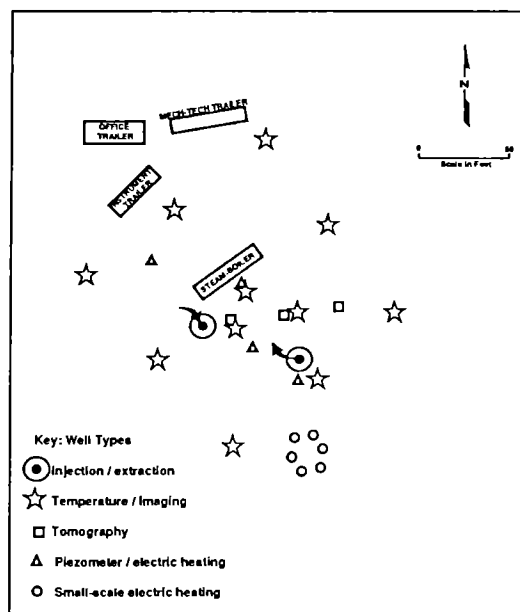 MECH-TECH TRAILER
OFFICE
TRAILER
N
0
Scale in Feet
INSTRUMENT
TRAILER
STEAM-BOILER
Key: Well Types
Injection / extraction
Temperature / Imaging
Tomography
Piezometer / electric heating
Small-scale electric heating